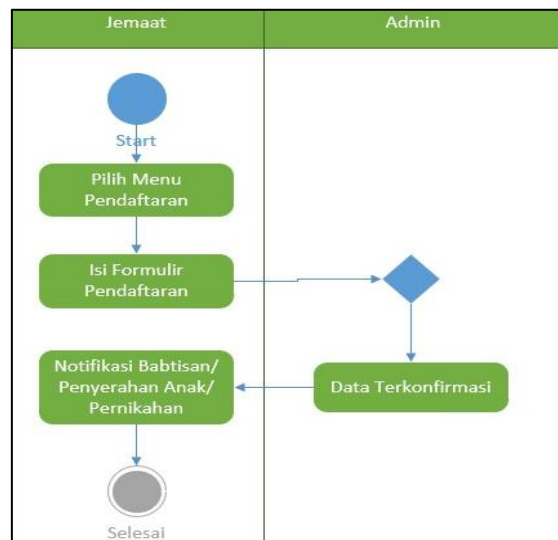 Jemaat
Admin
Start
Pilih Menu
Pendaftaran
Isi Formulir
Pendaftaran
Notifikasi Babtisan/
Penyerahan Anak/
Pernikahan
Data Terkonfirmasi
Selesai